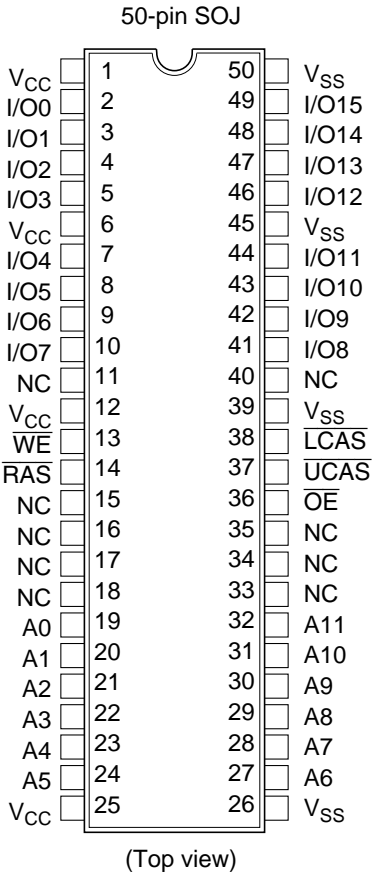 50-pin SOJ
VCC 1 50 VSS
I/O0 2 49 I/O15
I/O1 3 48 I/O14
I/O2 4 47 I/O13
I/O3 5 46 I/O12
VCC 6 45 VSS
I/O4 7 44 I/O11
I/O5 8 43 I/O10
I/O6 9 42 I/O9
I/O7 10 41 I/O8
NC 11 40 NC
VCC 12 39 VSS
W̅E̅ 13 38 L̅C̅A̅S̅
R̅A̅S̅ 14 37 U̅C̅A̅S̅
NC 15 36 O̅E̅
NC 16 35 NC
NC 17 34 NC
NC 18 33 NC
A0 19 32 A11
A1 20 31 A10
A2 21 30 A9
A3 22 29 A8
A4 23 28 A7
A5 24 27 A6
VCC 25 26 VSS
(Top view)